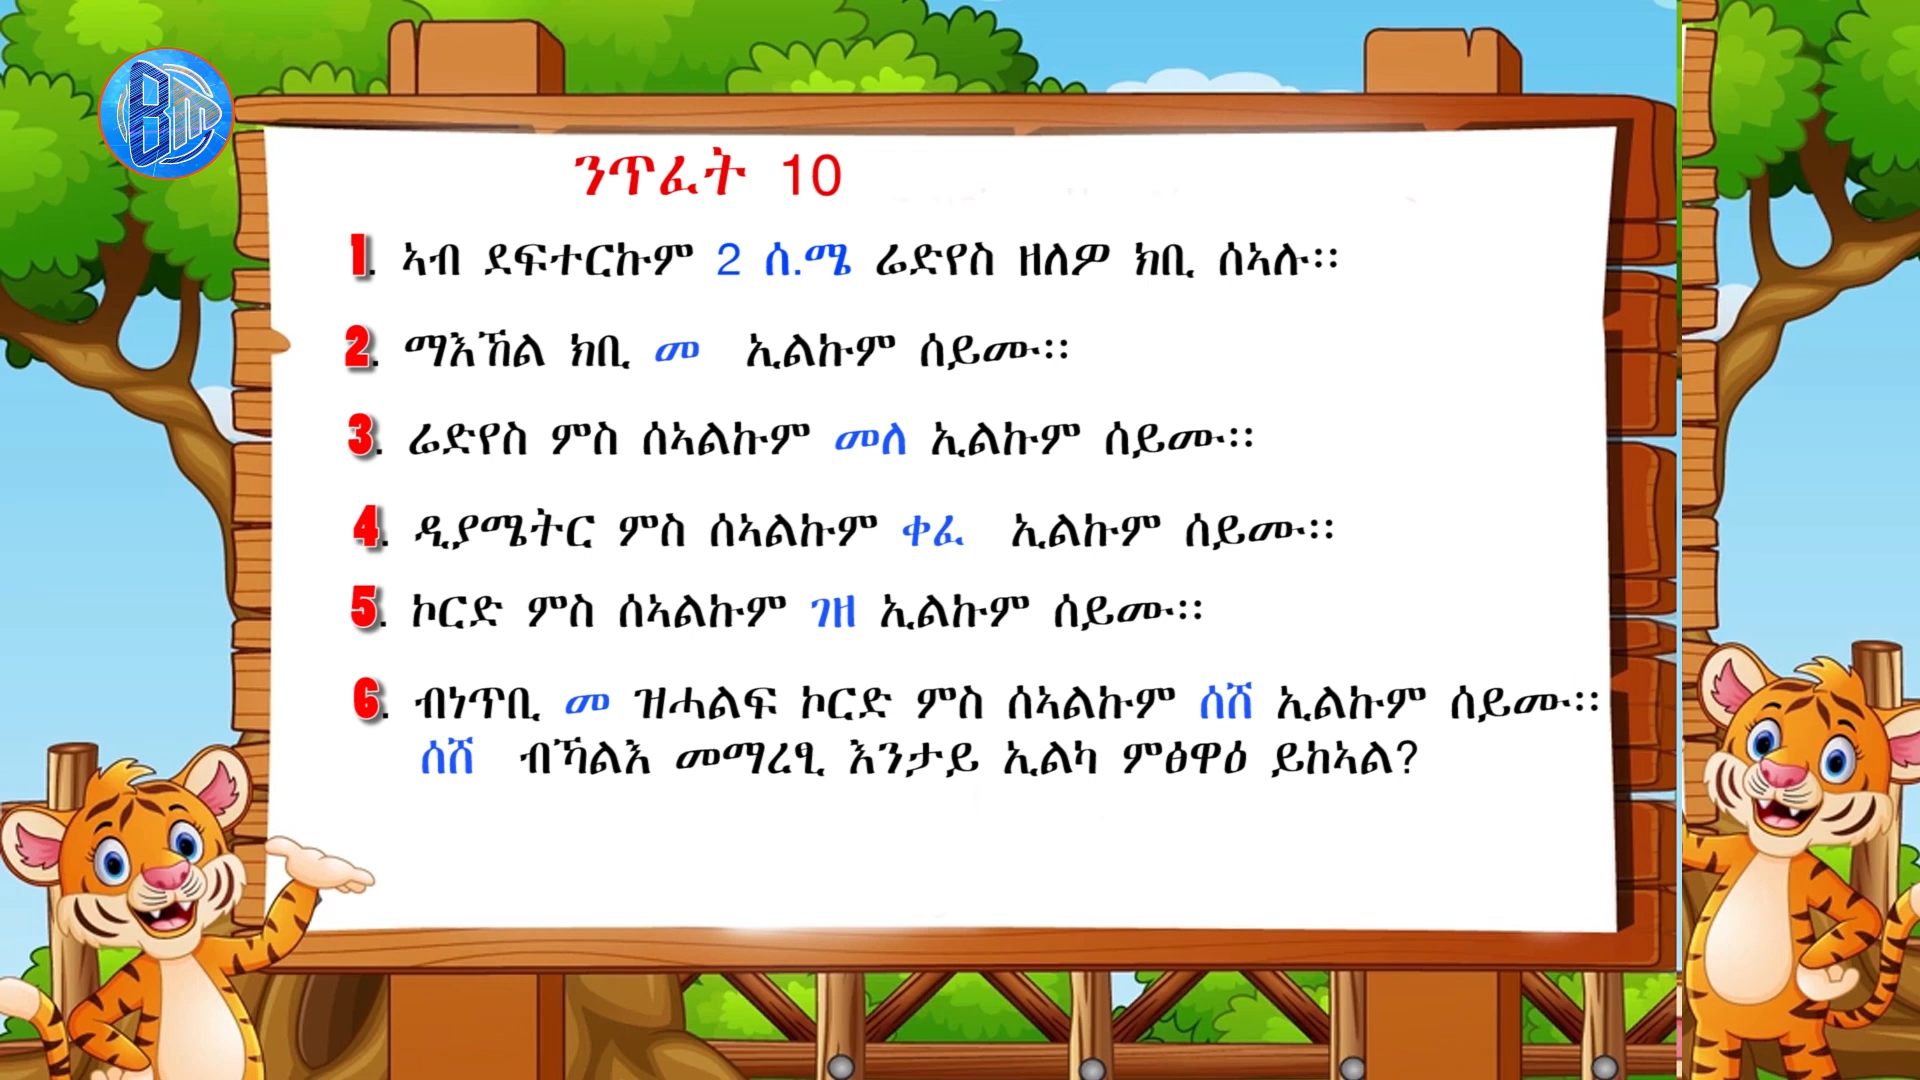 ንጥፈት 10
1. ኣብ ደፍተርኩም 2 ሰ.ሜ ሬድየስ ዘለዎ ክቢ ሰኣሉ፡፡
2. ማእኸል ክቢ መ ኢልኩም ሰይሙ፡፡
3. ሬድየስ ምስ ሰኣልኩም መለ ኢልኩም ሰይሙ፡፡
4. ዲያሜትር ምስ ሰኣልኩም ቀፈ ኢልኩም ሰይሙ፡፡
5. ኮርድ ምስ ሰኣልኩም ገዘ ኢልኩም ሰይሙ፡፡
6. ብነጥቢ መ ዝሓልፍ ኮርድ ምስ ሰኣልኩም ሰሸ ኢልኩም ሰይሙ፡፡
ሰሸ ብኻልእ መማረፂ እንታይ ኢልካ ምፅዋዕ ይከኣል?